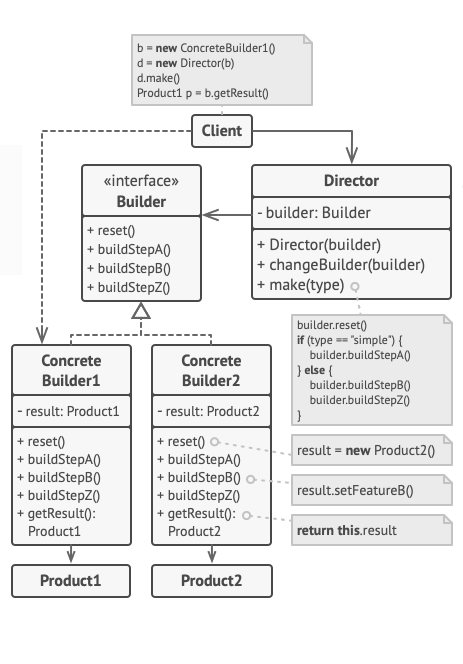 b = new ConcreteBuilder1()
d = new Director(b)
d.make()
Product1 p = b.getResult()
Client
«interface»
Builder
+ reset()
+ buildStepA()
+ buildStepB()
+ buildStepZ()
Director
- builder: Builder
+ Director(builder)
+ changeBuilder(builder)
+ make(type)
builder.reset()
if (type == "simple") {
builder.buildStepA()
} else {
builder.buildStepB()
builder.buildStepZ()
}
Concrete
Builder1
- result: Product1
+ reset()
+ buildStepA()
+ buildStepB()
+ buildStepZ()
+ getResult():
Product1
Concrete
Builder2
- result: Product2
+ reset()
+ buildStepA()
+ buildStepB()
+ buildStepZ()
+ getResult():
Product2
result = new Product2()
result.setFeatureB()
return this.result
Product1
Product2